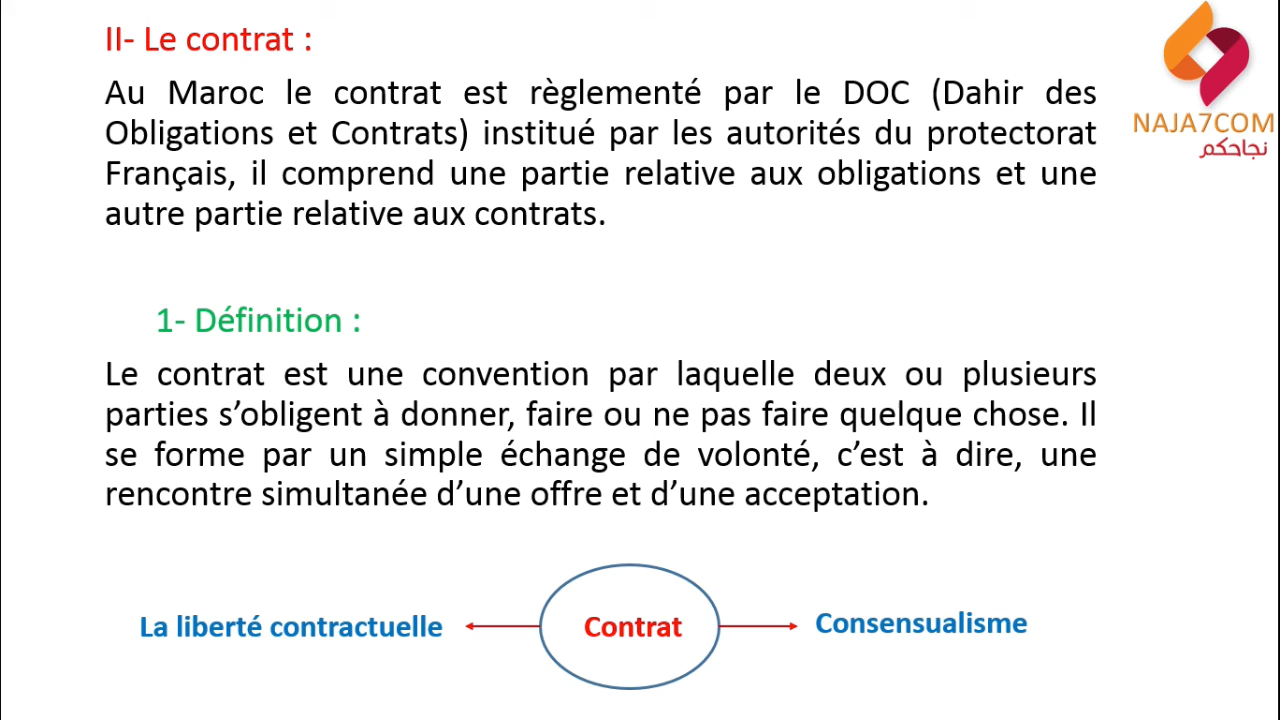 II- Le contrat :
Au Maroc le contrat est règlementé par le DOC (Dahir des
Obligations et Contrats) institué par les autorités du protectorat
Français, il comprend une partie relative aux obligations et une
autre partie relative aux contrats.
NAJA7COM
نجاحكم
1- Définition :
Le contrat est une convention par laquelle deux ou plusieurs
parties s’obligent à donner, faire ou ne pas faire quelque chose. Il
se forme par un simple échange de volonté, c’est à dire, une
rencontre simultanée d’une offre et d’une acceptation.
La liberté contractuelle
Contrat
Consensualisme